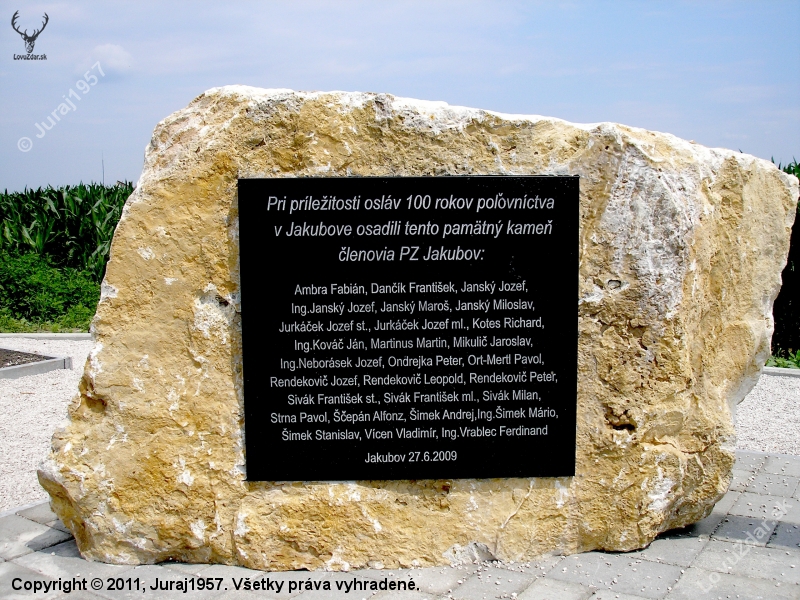 LovuZdar.sk
© Juraj1957
Pri príležitosti osláv 100 rokov poľovníctva
v Jakubove osadili tento pamätný kameň
členovia PZ Jakubov:
Ambra Fabián, Dančík František, Janský Jozef,
Ing.Janský Jozef, Janský Maroš, Janský Miloslav,
Jurkáček Jozef st., Jurkáček Jozef ml., Kotes Richard,
Ing.Kováč Ján, Martinus Martin, Mikulič Jaroslav,
Ing.Neborásek Jozef, Ondrejka Peter, Ort-Mertl Pavol,
Rendekovič Jozef, Rendekovič Leopold, Rendekovič Peter,
Sivák František st., Sivák František ml., Sivák Milan,
Strna Pavol, Ščepán Alfonz, Šimek Andrej,Ing.Šimek Mário,
Šimek Stanislav, Vícen Vladimír, Ing.Vrablec Ferdinand
Jakubov 27.6.2009
© Juraj1957
Copyright © 2011, Juraj1957. Všetky práva vyhradené.